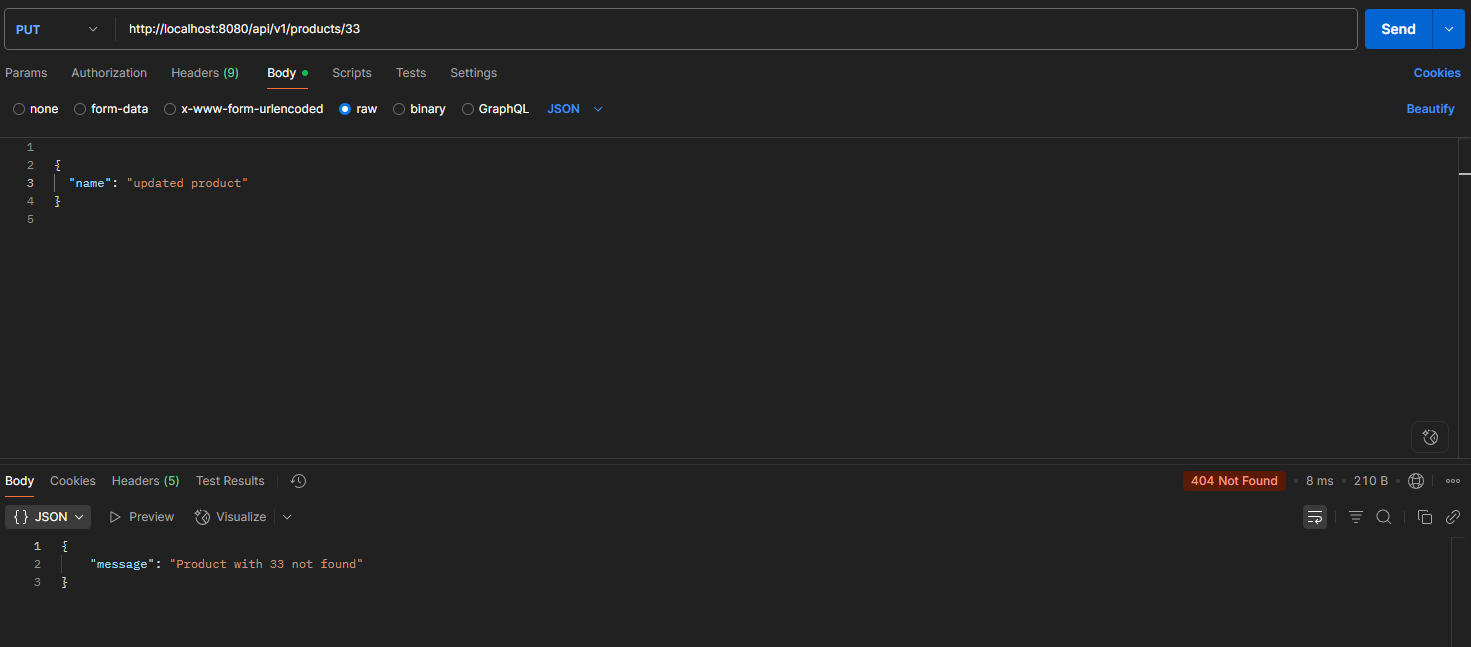 PUT http://localhost:8080/api/v1/products/33 Send
Params Authorization Headers (9) Body Scripts Tests Settings Cookies
none form-data x-www-form-urlencoded raw binary GraphQL JSON Beautify
1
2 {
3 "name": "updated product"
4 }
5
Body Cookies Headers (5) Test Results 404 Not Found 8 ms 210 B
{} JSON Preview Visualize
1 {
2 "message": "Product with 33 not found"
3 }